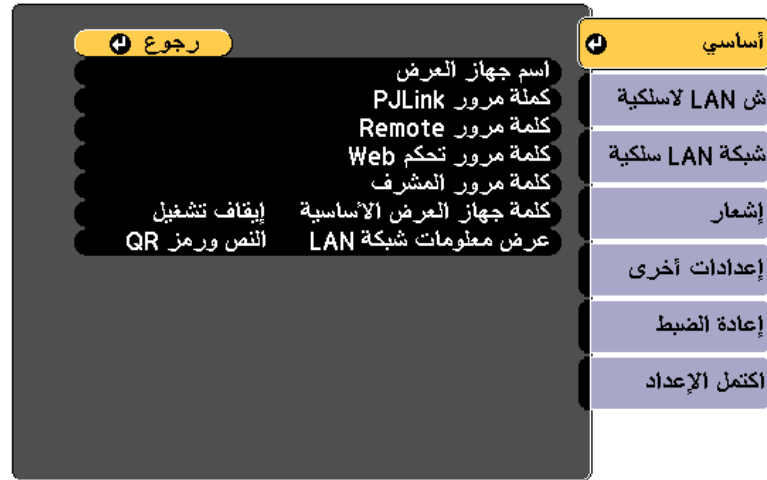 أساسي
ش LAN لاسلكية
شبكة LAN سلكية
إشعار
إعدادات أخرى
إعادة الضبط
اكتمل الإعداد
رجوع
اسم جهاز العرض
كملة مرور PJLink
كلمة مرور Remote
كلمة مرور تحكم Web
كلمة مرور المشرف
كلمة جهاز العرض الأساسية إيقاف تشغيل
عرض معلومات شبكة LAN النص ورمز QR